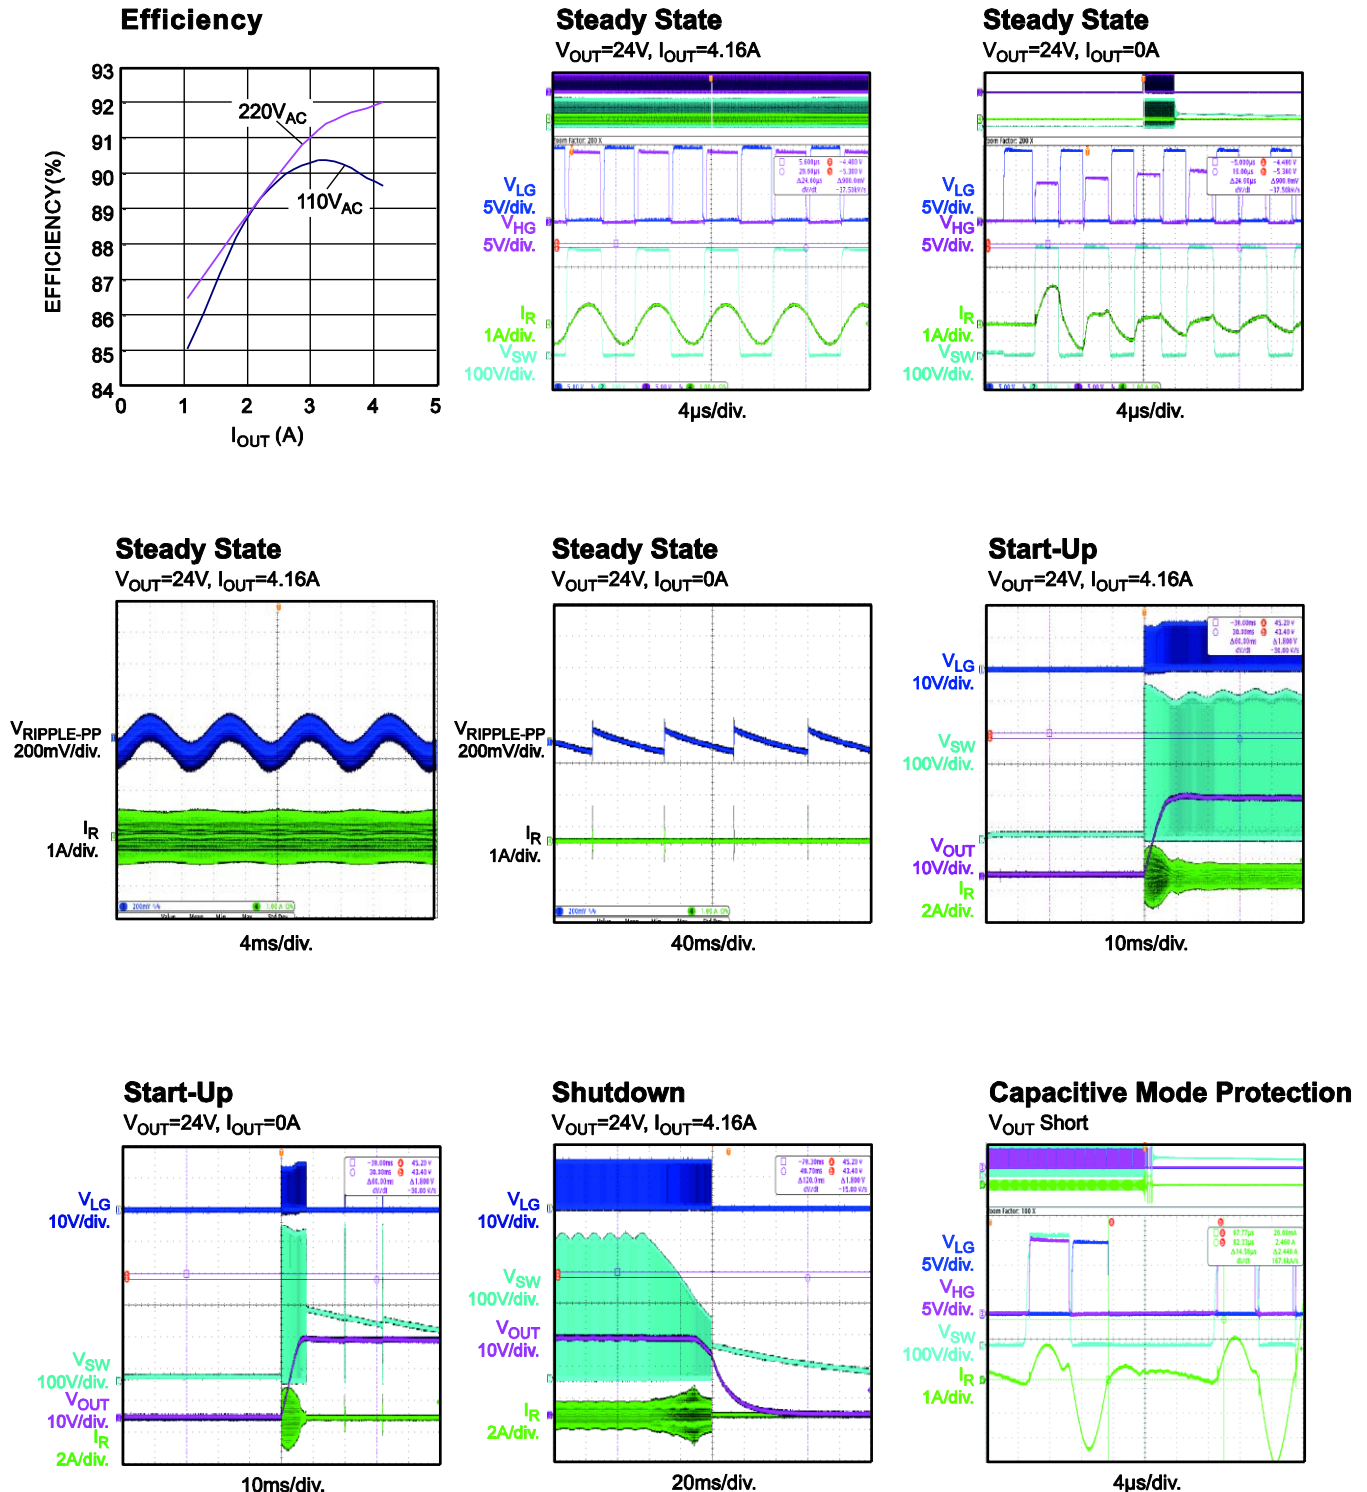 Efficiency
93
92
91
90
89
88
87
86
85
84
0 1 2 3 4 5
EFFICIENCY(%)
IOUT (A)
220VAC
110VAC
Steady State
VOUT=24V, IOUT=4.16A
VLG
5V/div.
VHG
5V/div.
IR
1A/div.
VSW
100V/div.
4µs/div.
Steady State
VOUT=24V, IOUT=0A
VLG
5V/div.
VHG
5V/div.
IR
1A/div.
VSW
100V/div.
4µs/div.
Steady State
VOUT=24V, IOUT=4.16A
VRIPPLE-PP
200mV/div.
IR
1A/div.
4ms/div.
Steady State
VOUT=24V, IOUT=0A
VRIPPLE-PP
200mV/div.
IR
1A/div.
40ms/div.
Start-Up
VOUT=24V, IOUT=4.16A
VLG
10V/div.
VSW
100V/div.
VOUT
10V/div.
IR
2A/div.
10ms/div.
Start-Up
VOUT=24V, IOUT=0A
VLG
10V/div.
VSW
100V/div.
VOUT
10V/div.
IR
2A/div.
10ms/div.
Shutdown
VOUT=24V, IOUT=4.16A
VLG
10V/div.
VSW
100V/div.
VOUT
10V/div.
IR
2A/div.
20ms/div.
Capacitive Mode Protection
VOUT Short
VLG
5V/div.
VHG
5V/div.
VSW
100V/div.
IR
1A/div.
4µs/div.